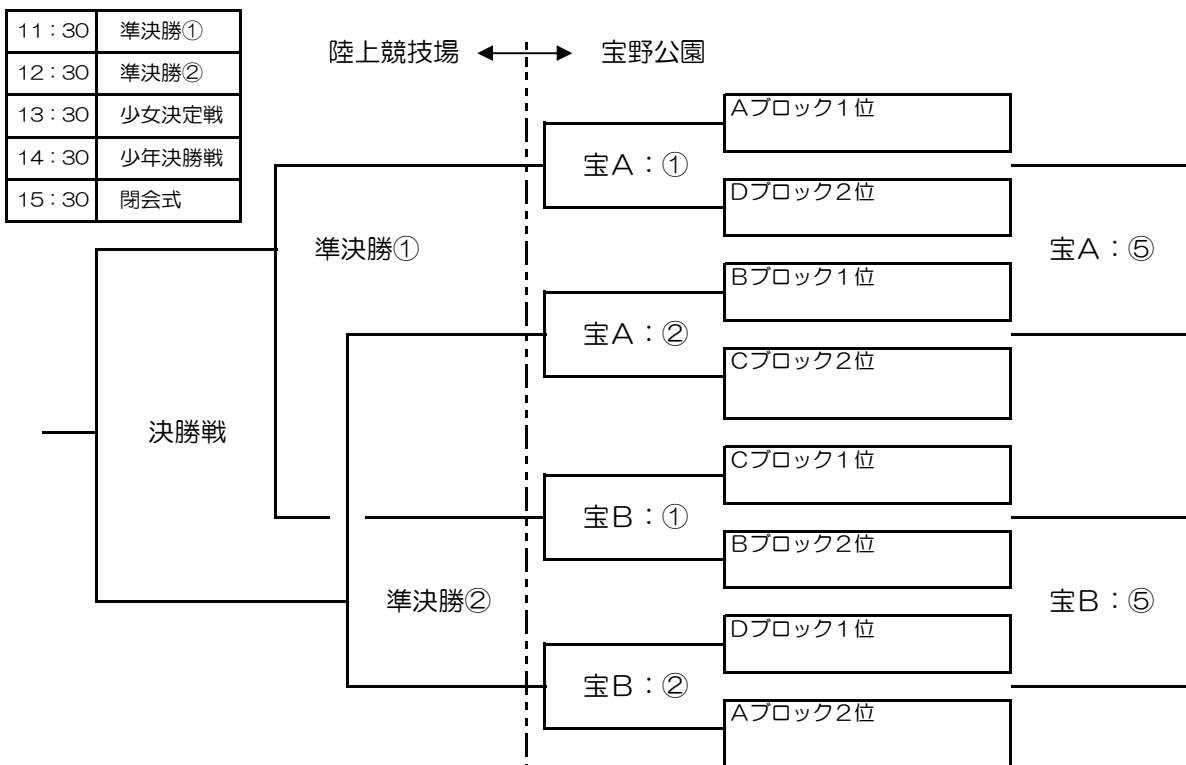 11：30 準決勝①
12：30 準決勝②
13：30 少女決定戦
14：30 少年決勝戦
15：30 閉会式
陸上競技場 宝野公園
Aブロック1位
宝A：①
Dブロック2位
準決勝①
宝A：⑤
Bブロック1位
宝A：②
Cブロック2位
決勝戦
Cブロック1位
宝B：①
Bブロック2位
準決勝②
宝B：⑤
Dブロック1位
宝B：②
Aブロック2位